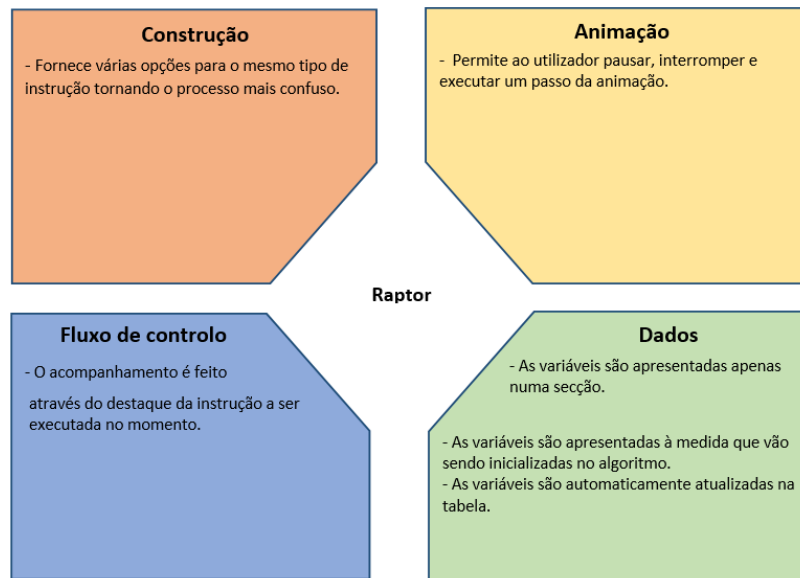 Construção
- Fornece várias opções para o mesmo tipo de
instrução tornando o processo mais confuso.
Animação
- Permite ao utilizador pausar, interromper e
executar um passo da animação.
Raptor
Fluxo de controlo
- O acompanhamento é feito
através do destaque da instrução a ser
executada no momento.
Dados
- As variáveis são apresentadas apenas
numa secção.
- As variáveis são apresentadas à medida que vão
sendo inicializadas no algoritmo.
- As variáveis são automaticamente atualizadas na
tabela.